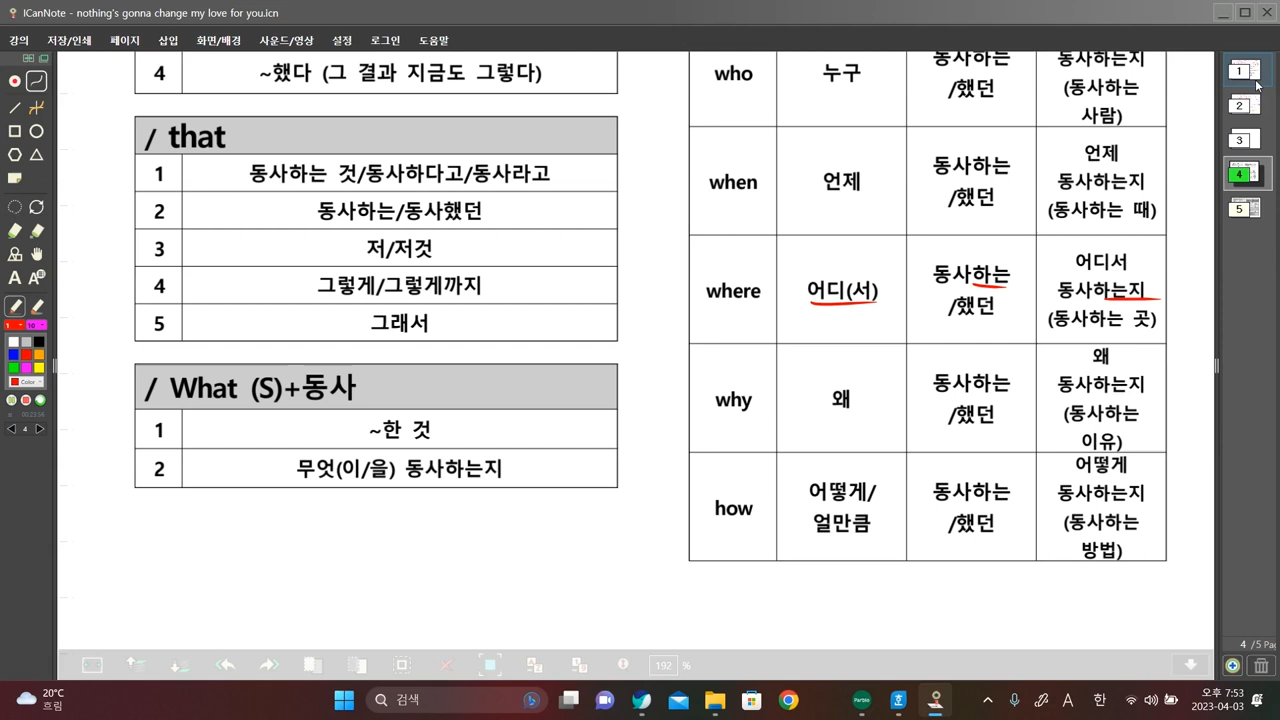 ICanNote - nothing's gonna change my love for you.icn
강의 저장/인쇄 페이지 삽입 화면/배경 사운드/영상 설정 로그인 도움말
4 ~했다 (그 결과 지금도 그렇다)
/ that
1 동사하는 것/동사하다고/동사라고
2 동사하는/동사했던
3 저/저것
4 그렇게/그렇게까지
5 그래서
/ What (S)+동사
1 ~한 것
2 무엇(이/을) 동사하는지
who 누구 동사하는
/했던 동사하는지
(동사하는
사람)
when 언제 동사하는
/했던 언제
동사하는지
(동사하는 때)
where 어디(서) 동사하는
/했던 어디서
동사하는지
(동사하는 곳)
why 왜 동사하는
/했던 왜
동사하는지
(동사하는
이유)
how 어떻게/
얼만큼 동사하는
/했던 어떻게
동사하는지
(동사하는
방법)
1
2
3
4
5
1 10
Color
4
192 %
4 /5 Pa
20°C
흐림
검색
Parblo
A 한
오후 7:53
2023-04-03